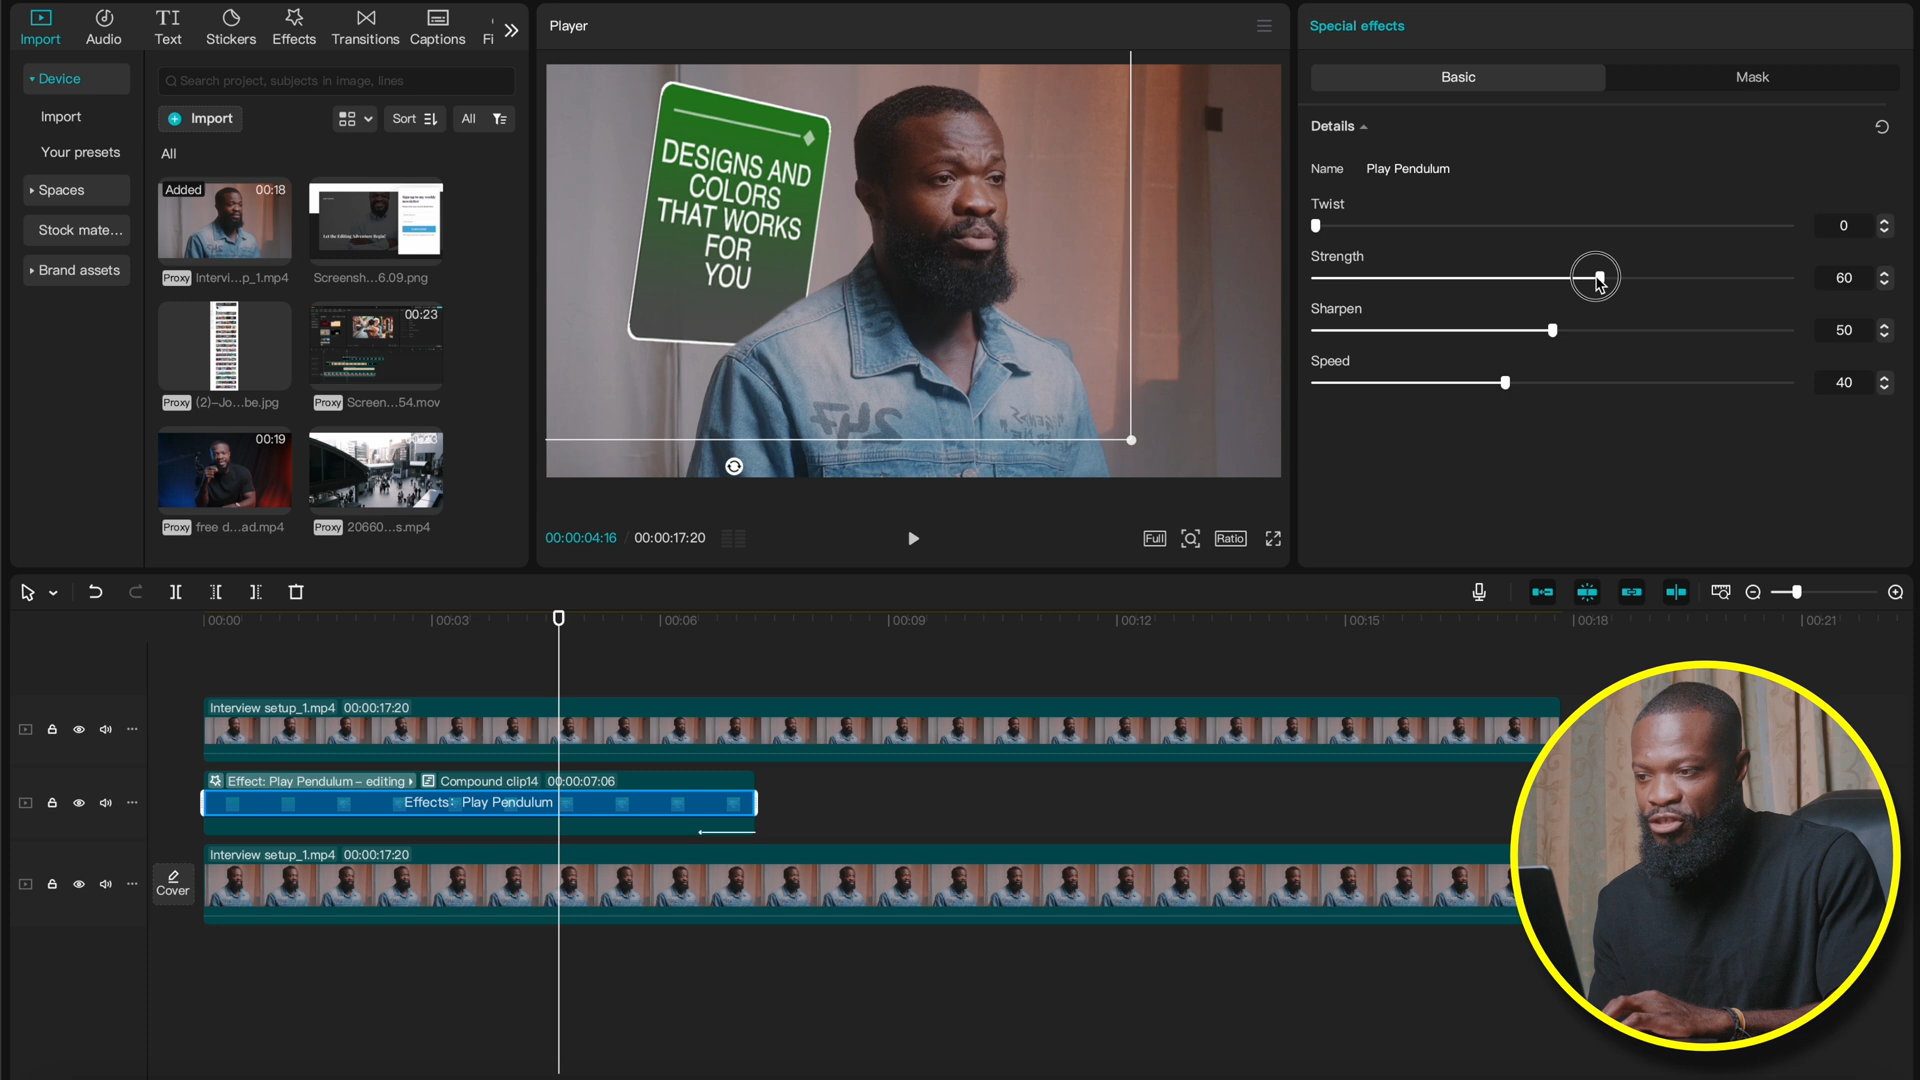 Import
Audio
TI
Text
Stickers
Effects
Transitions
Captions
Fi
Device
Import
Your presets
Spaces
Stock mate...
Brand assets
Search project, subjects in image, lines
Import
Sort
All
All
Added 00:18
Proxy Intervi...p_1.mp4
Screensh...6.09.png
Proxy (2)–Jo...be.jpg
00:23
Proxy Screen...54.mov
00:19
Proxy free d...ad.mp4
Proxy 20660...s.mp4
Player
DESIGNS AND
COLORS
THAT WORKS
FOR
YOU
247
00:00:04:16 / 00:00:17:20
Full
Ratio
Special effects
Basic
Mask
Details
Name Play Pendulum
Twist
0
Strength
60
Sharpen
50
Speed
40
00:00 00:03 00:06 00:09 00:12 00:15 00:18 00:21
Interview setup_1.mp4 00:00:17:20
Effect: Play Pendulum – editing Compound clip14 00:00:07:06
Effects: Play Pendulum
Interview setup_1.mp4 00:00:17:20
Cover